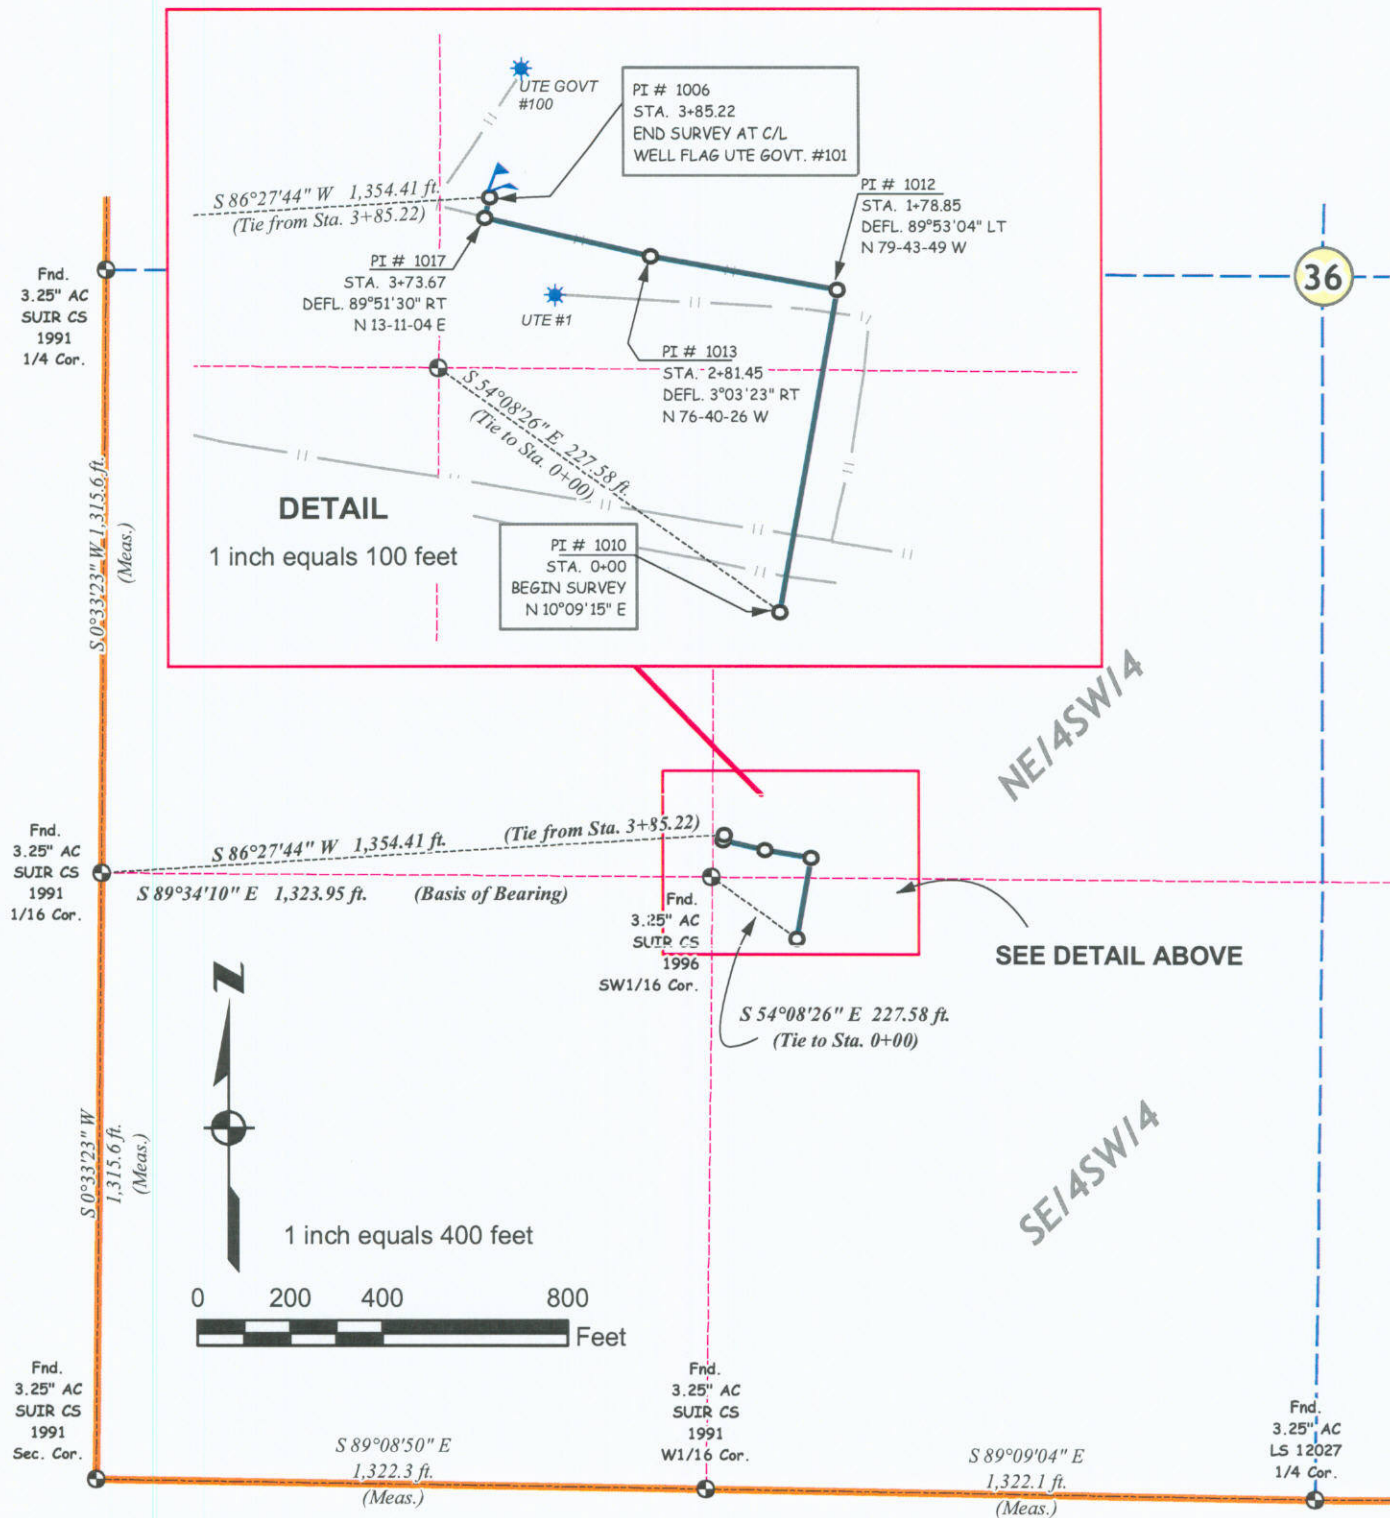 UTE GOVT
#100
PI # 1006
STA. 3+85.22
END SURVEY AT C/L
WELL FLAG UTE GOVT. #101
S 86°27'44" W 1,354.41 ft.
(Tie from Sta. 3+85.22)
PI # 1012
STA. 1+78.85
DEFL. 89°53'04" LT
N 79-43-49 W
PI # 1017
STA. 3+73.67
DEFL. 89°51'30" RT
N 13-11-04 E
UTE #1
PI # 1013
STA. 2+81.45
DEFL. 3°03'23" RT
N 76-40-26 W
S 54°08'26" E 227.58 ft.
(Tie to Sta. 0+00)
DETAIL
1 inch equals 100 feet
PI # 1010
STA. 0+00
BEGIN SURVEY
N 10°09'15" E
36
Fnd.
3.25" AC
SUIR CS
1991
1/4 Cor.
S 0°33'23" W 1,315.6 ft.
(Meas.)
NE/4SW/4
Fnd.
3.25" AC
SUIR CS
1991
1/16 Cor.
S 86°27'44" W 1,354.41 ft.
(Tie from Sta. 3+85.22)
S 89°34'10" E 1,323.95 ft. (Basis of Bearing)
Fnd.
3.25" AC
SUIR CS
1996
SW1/16 Cor.
SEE DETAIL ABOVE
S 54°08'26" E 227.58 ft.
(Tie to Sta. 0+00)
N
S 0°33'23" W
1,315.6 ft.
(Meas.)
SE/4SW/4
1 inch equals 400 feet
0 200 400 800
Feet
Fnd.
3.25" AC
SUIR CS
1991
Sec. Cor.
S 89°08'50" E
1,322.3 ft.
(Meas.)
Fnd.
3.25" AC
SUIR CS
1991
W1/16 Cor.
S 89°09'04" E
1,322.1 ft.
(Meas.)
Fnd.
3.25" AC
LS 12027
1/4 Cor.